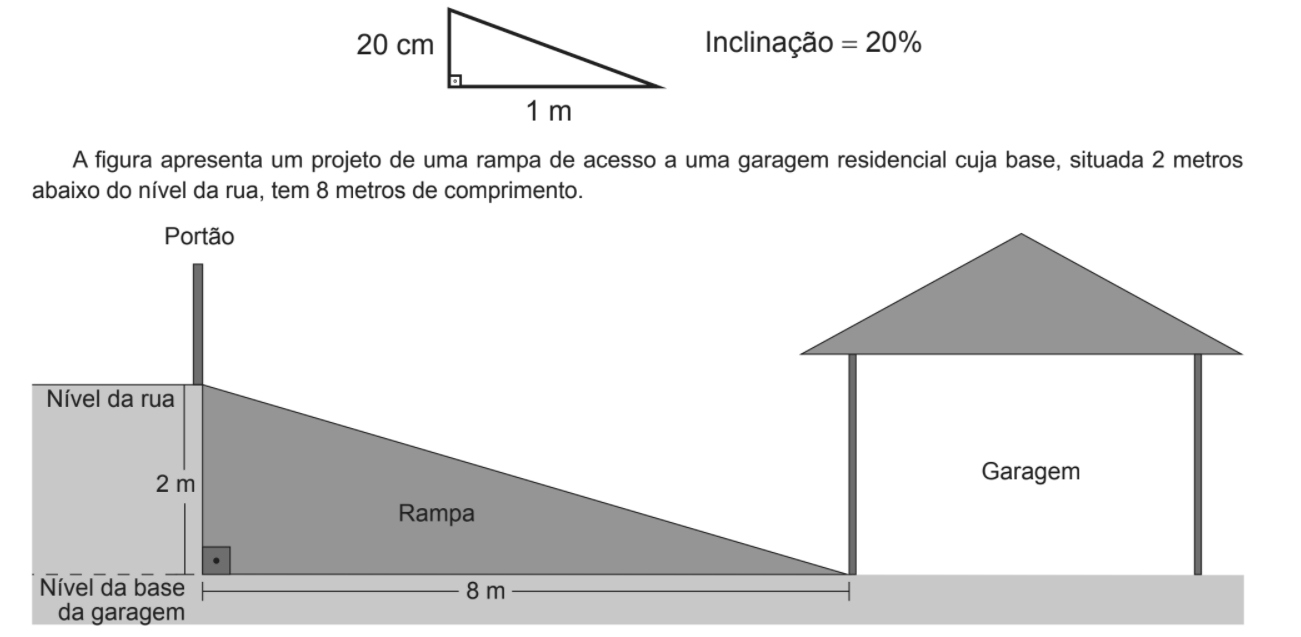 20 cm
Inclinação = 20%
1 m
A figura apresenta um projeto de uma rampa de acesso a uma garagem residencial cuja base, situada 2 metros
abaixo do nível da rua, tem 8 metros de comprimento.
Portão
Nível da rua
2 m
Garagem
Rampa
Nível da base
da garagem
8 m